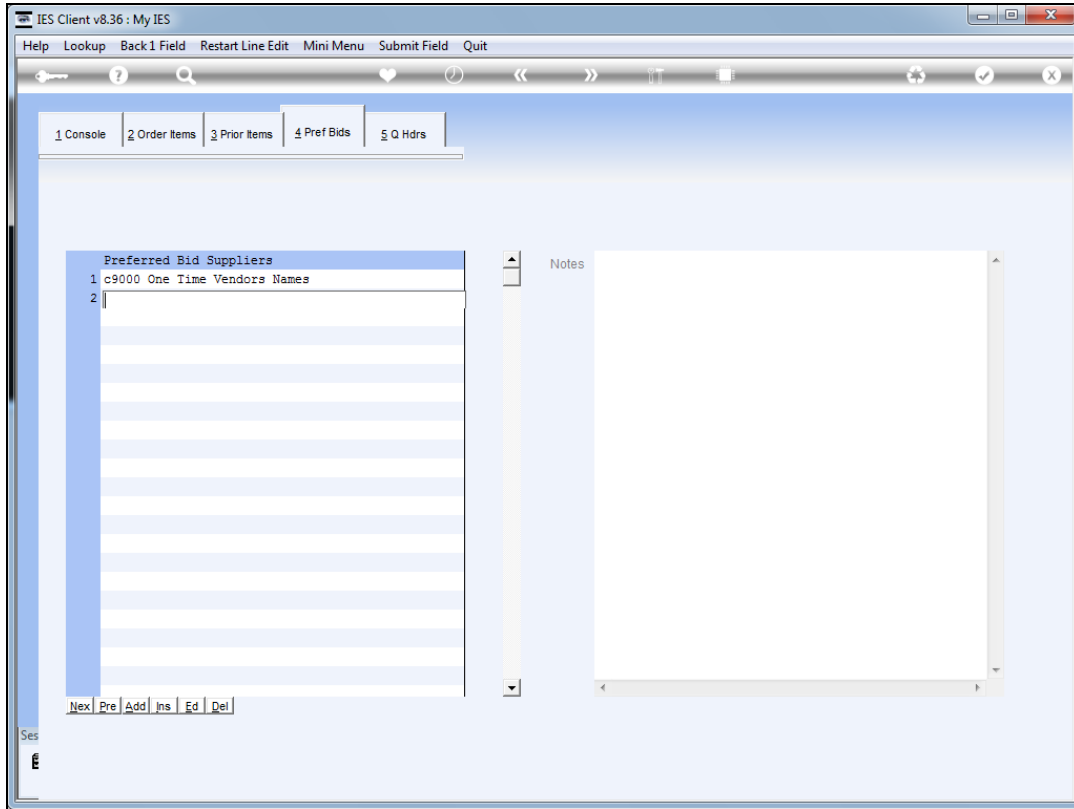 IES Client v8.36 : My IES
Help Lookup Back 1 Field Restart Line Edit Mini Menu Submit Field Quit
1 Console 2 Order Items 3 Prior Items 4 Pref Bids 5 Q Hdrs
Preferred Bid Suppliers
1 c9000 One Time Vendors Names
2
Notes
Nex Pre Add Ins Ed Del
Ses